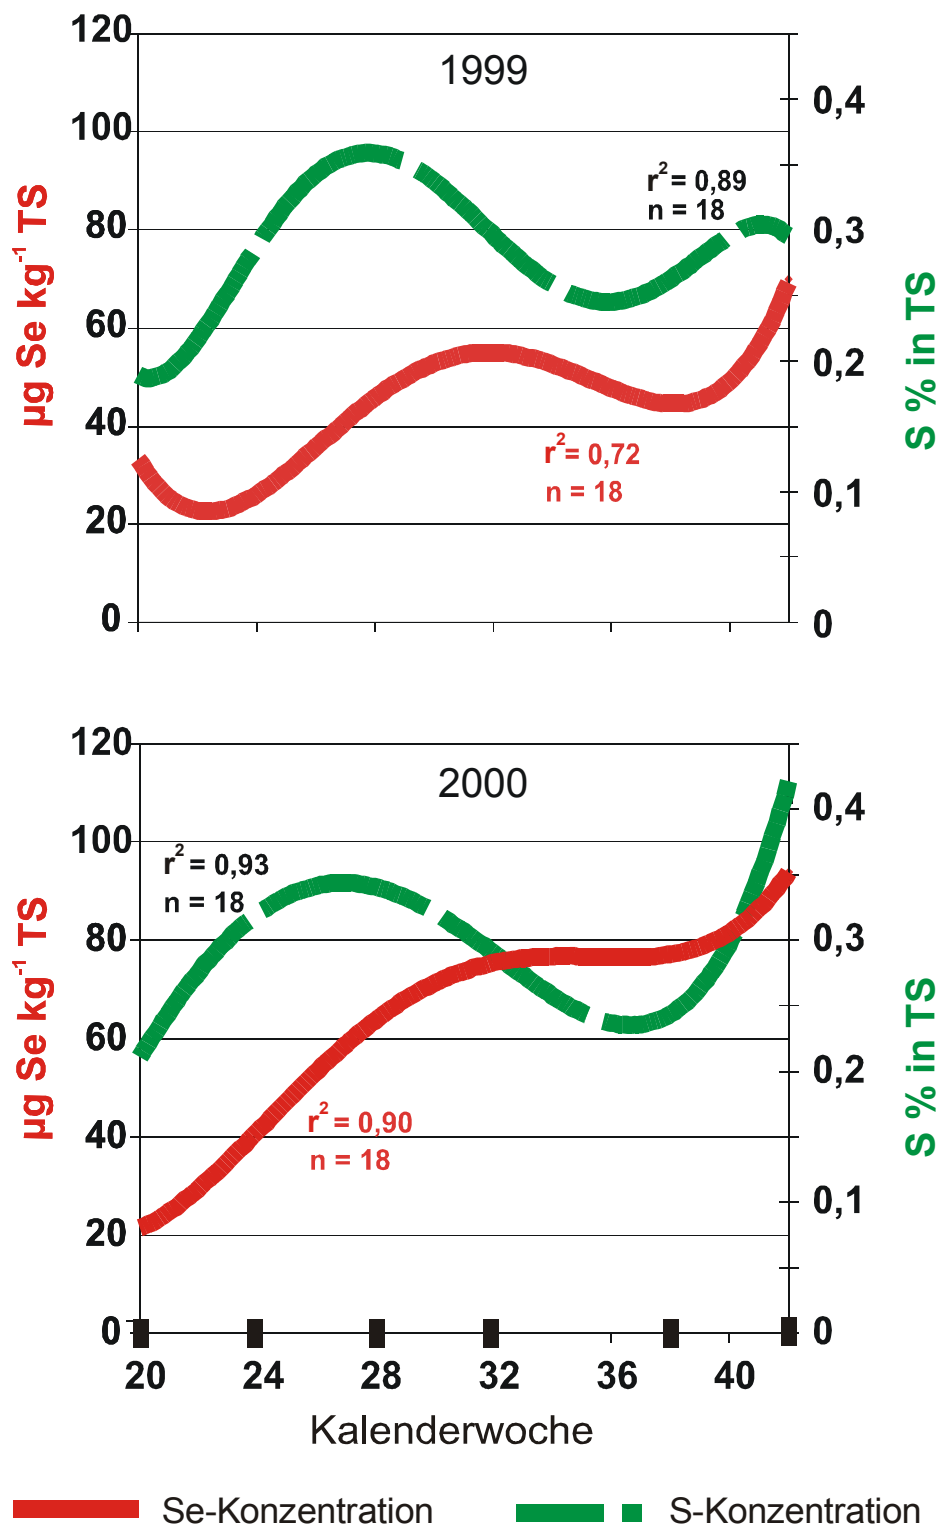 1999
120
100
80
60
40
20
0
µg Se kg⁻¹ TS
0,4
0,3
0,2
0,1
0
S % in TS
r² = 0,89
n = 18
r² = 0,72
n = 18
2000
120
100
80
60
40
20
0
µg Se kg⁻¹ TS
0,4
0,3
0,2
0,1
0
S % in TS
r² = 0,93
n = 18
r² = 0,90
n = 18
20 24 28 32 36 40
Kalenderwoche
Se-Konzentration S-Konzentration